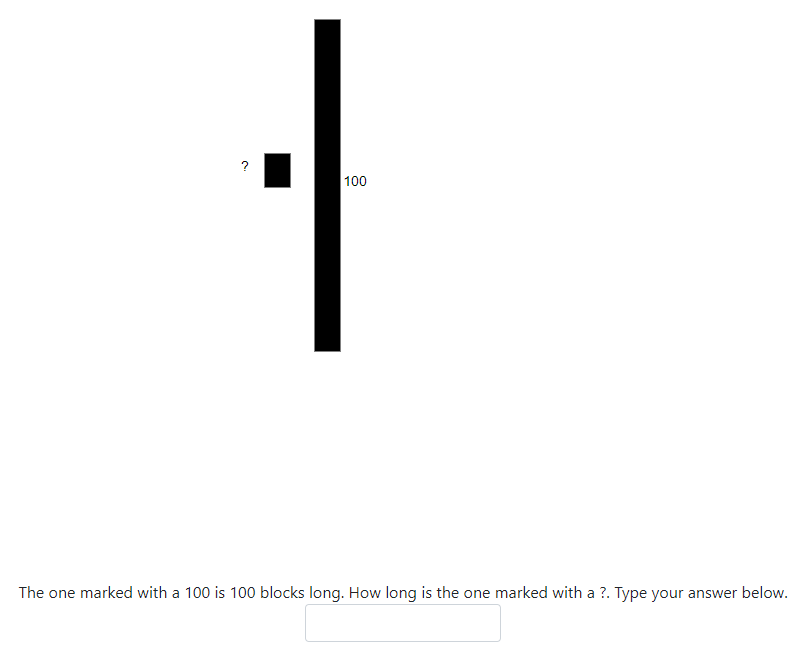 ?
100
The one marked with a 100 is 100 blocks long. How long is the one marked with a ?. Type your answer below.